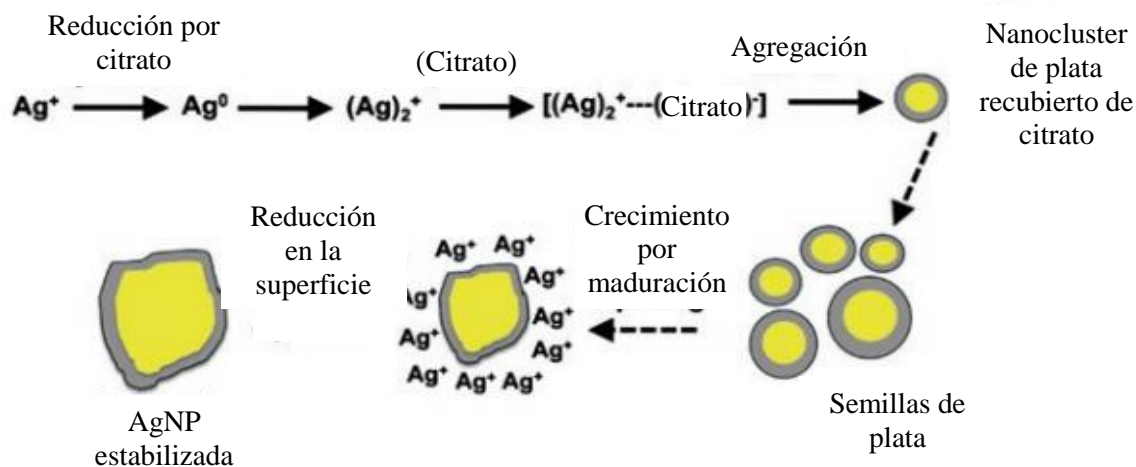 Reducción por
citrato
Ag⁺
Ag⁰
(Ag)₂⁺
(Citrato)
[(Ag)₂⁺---(Citrato)⁻]
Agregación
Nanocluster
de plata
recubierto de
citrato
Reducción
en la
superficie
Ag⁺ Ag⁺
Ag⁺ Ag⁺
Ag⁺ Ag⁺
Ag⁺ Ag⁺
Ag⁺ Ag⁺ Ag⁺
Crecimiento
por
maduración
AgNP
estabilizada
Semillas de
plata